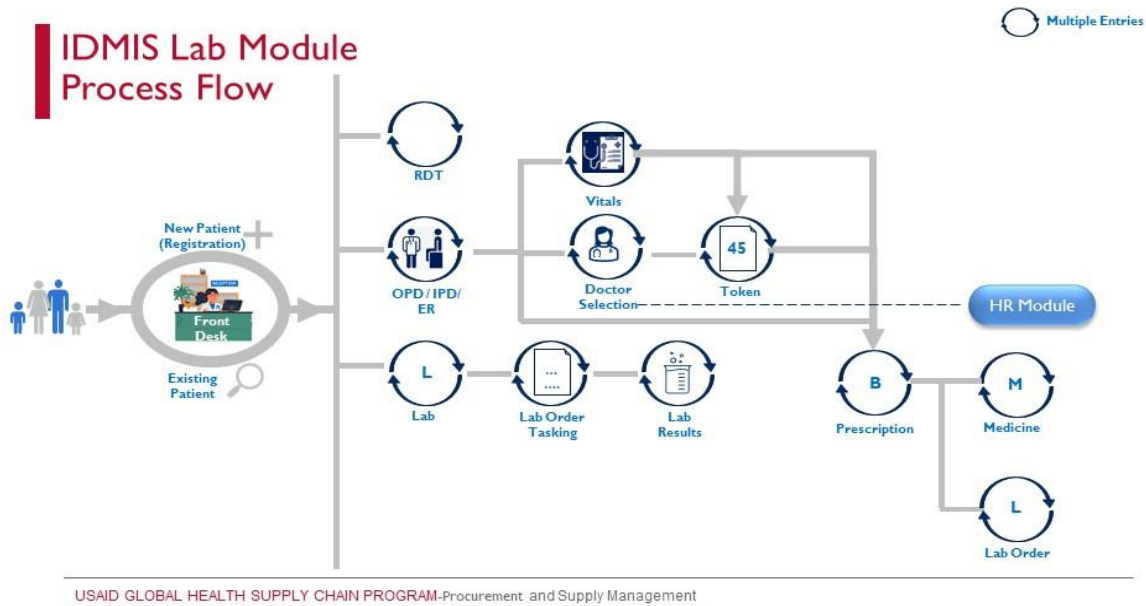 Multiple Entries
IDMIS Lab Module
Process Flow
RDT
Vitals
New Patient
(Registration)
RECEPTION
Front
Desk
Existing
Patient
OPD / IPD/
ER
Doctor
Selection
45
Token
HR Module
L
Lab
...
....
Lab Order
Tasking
Lab
Results
B
Prescription
M
Medicine
L
Lab Order
USAID GLOBAL HEALTH SUPPLY CHAIN PROGRAM-Procurement and Supply Management